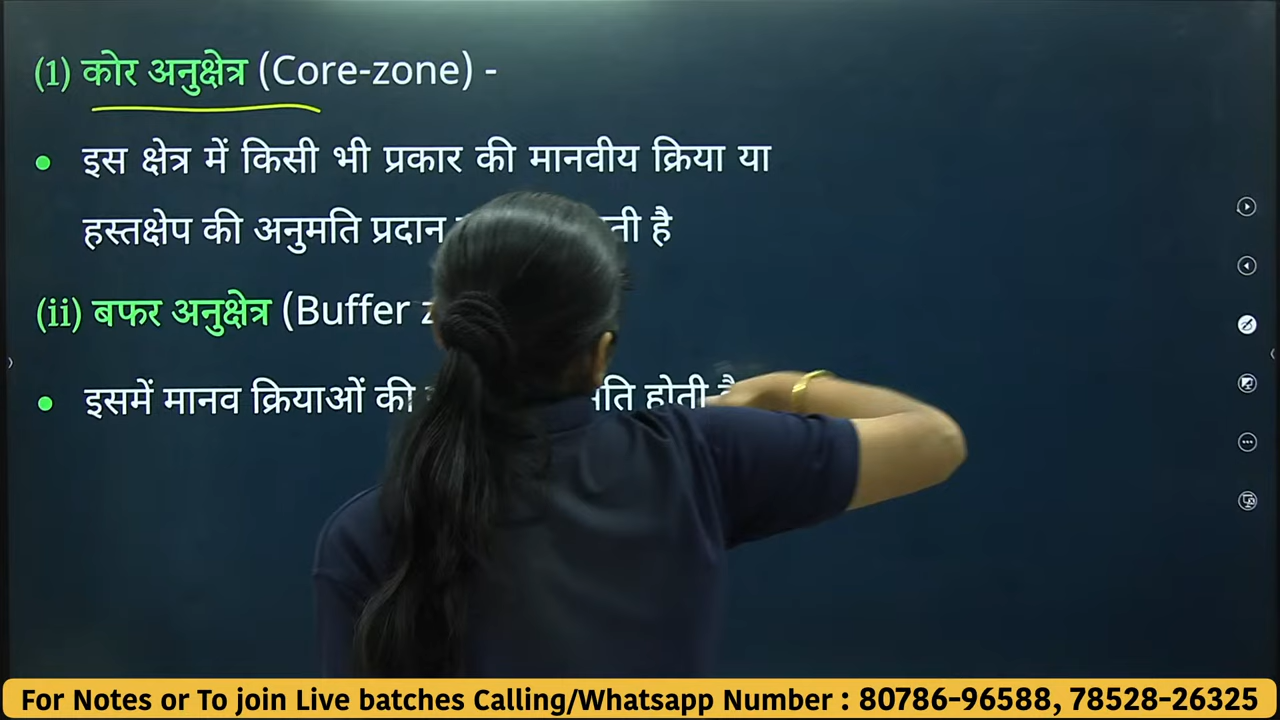 (1) कोर अनुक्षेत्र (Core-zone) -
• इस क्षेत्र में किसी भी प्रकार की मानवीय क्रिया या
हस्तक्षेप की अनुमति प्रदान है
(ii) बफर अनुक्षेत्र (Buffer
• इसमें मानव क्रियाओं की होती
For Notes or To join Live batches Calling/Whatsapp Number : 80786-96588, 78528-26325